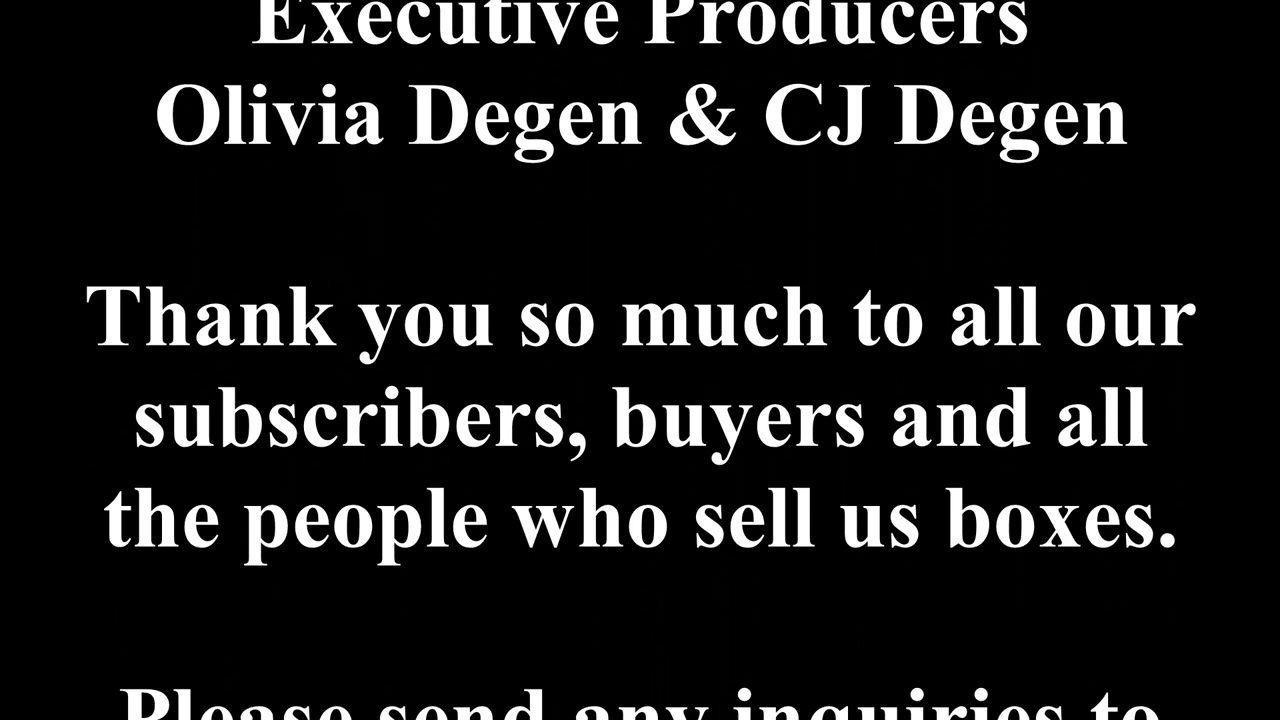 Executive Producers
Olivia Degen & CJ Degen
Thank you so much to all our
subscribers, buyers and all
the people who sell us boxes.
Please send any inquiries to